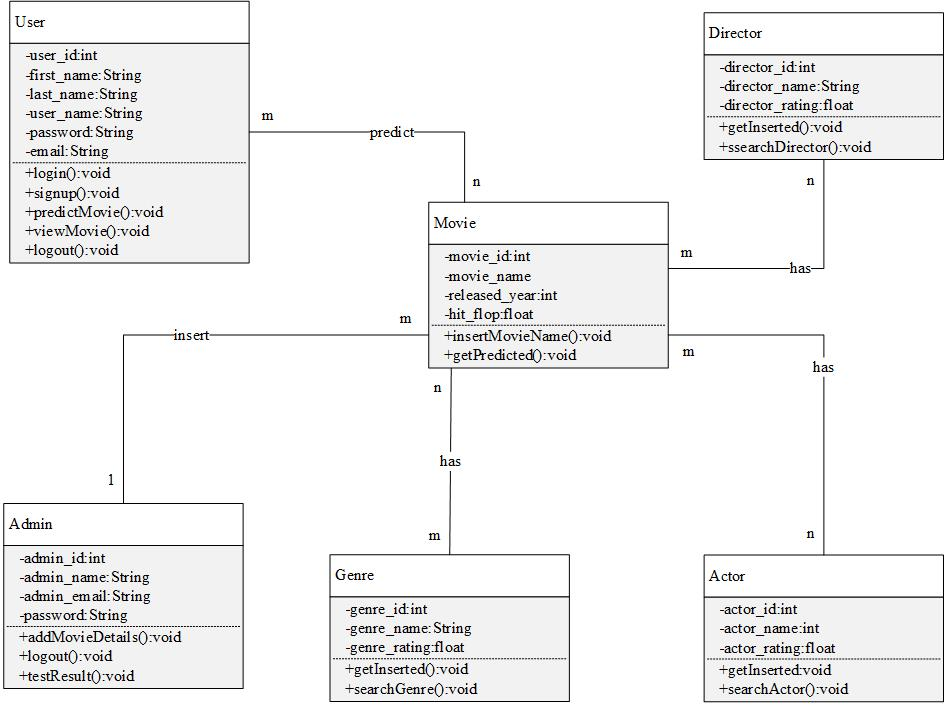 User
-user_id:int
-first_name:String
-last_name:String
-user_name:String
-password:String
-email:String
+login():void
+signup():void
+predictMovie():void
+viewMovie():void
+logout():void
m
predict
n
Director
-director_id:int
-director_name:String
-director_rating:float
+getInserted():void
+ssearchDirector():void
n
m
has
Movie
-movie_id:int
-movie_name
-released_year:int
-hit_flop:float
+insertMovieName():void
+getPredicted():void
m
insert
1
n
has
m
m
has
n
Admin
-admin_id:int
-admin_name:String
-admin_email:String
-password:String
+addMovieDetails():void
+logout():void
+testResult():void
Genre
-genre_id:int
-genre_name:String
-genre_rating:float
+getInserted():void
+searchGenre():void
Actor
-actor_id:int
-actor_name:int
-actor_rating:float
+getInserted:void
+searchActor():void